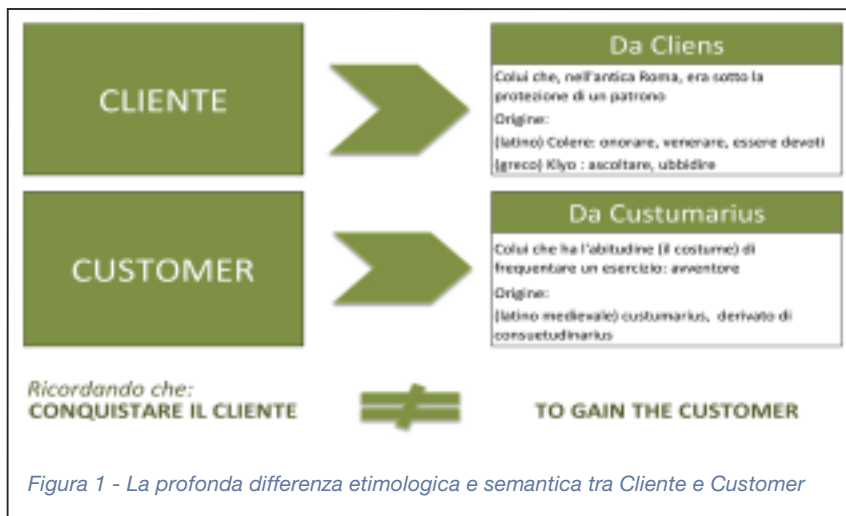 CLIENTE
Da Cliens
Colui che, nell'antica Roma, era sotto la
protezione di un patrono
Origine:
(latino) Colere: onorare, venerare, essere devoti
(greco) Klyo : ascoltare, ubbidire
CUSTOMER
Da Custumarius
Colui che ha l'abitudine (il costume) di
frequentare un esercizio: avventore
Origine:
(latino medievale) custumarius, derivato di
consuetudinarius
Ricordando che:
CONQUISTARE IL CLIENTE
≠
TO GAIN THE CUSTOMER
Figura 1 - La profonda differenza etimologica e semantica tra Cliente e Customer